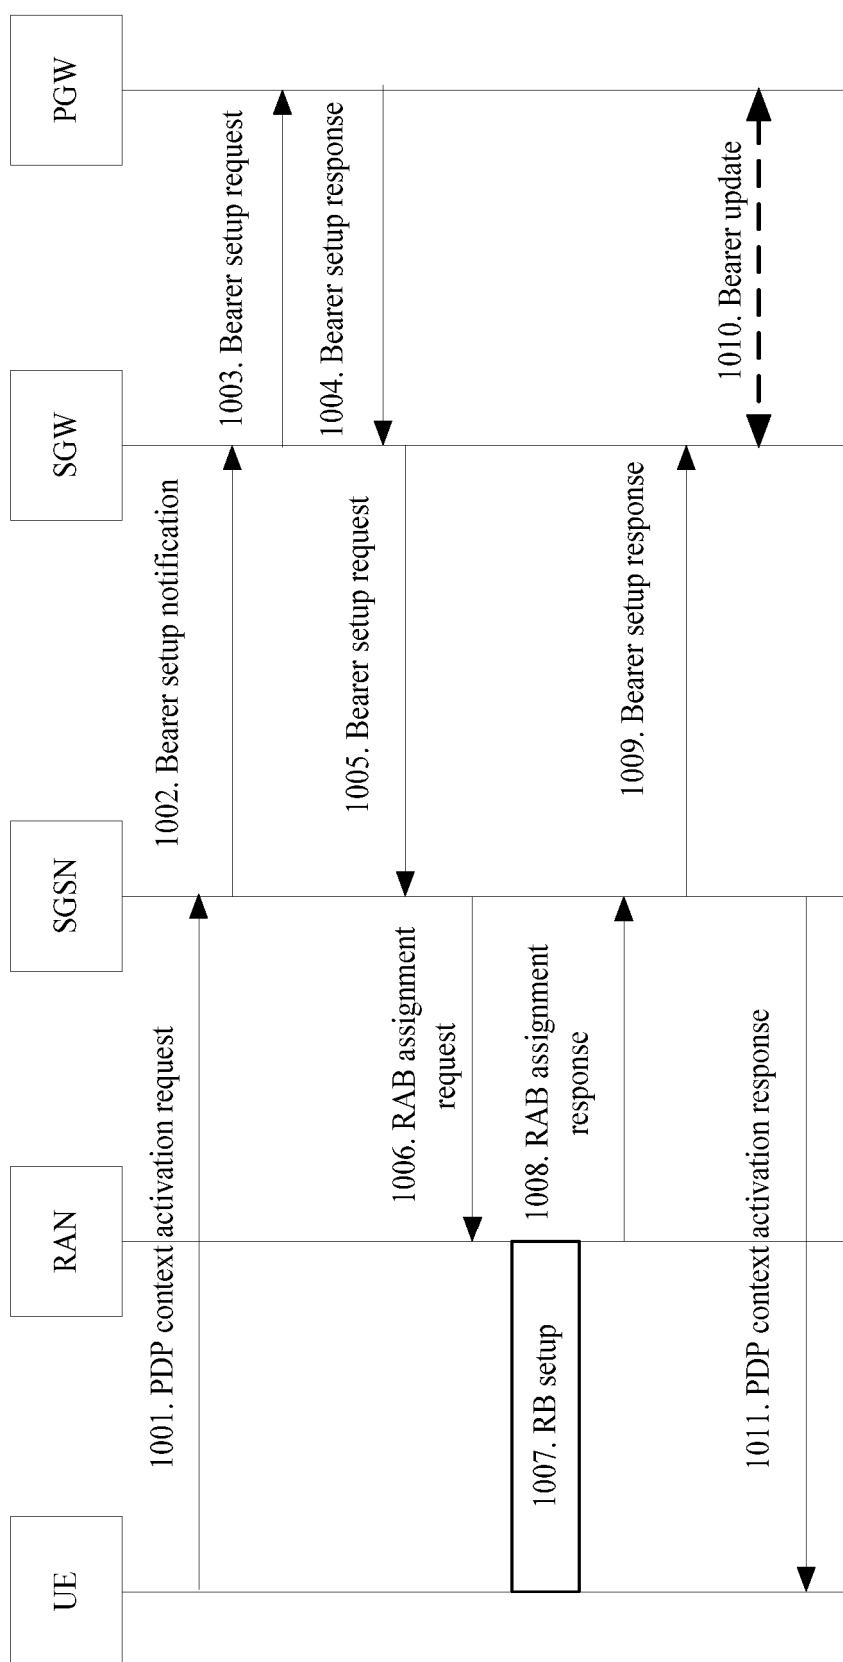 UE
RAN
SGSN
SGW
PGW
1001. PDP context activation request
1002. Bearer setup notification
1003. Bearer setup request
1004. Bearer setup response
1005. Bearer setup request
1006. RAB assignment
request
1007. RB setup
1008. RAB assignment
response
1009. Bearer setup response
1010. Bearer update
1011. PDP context activation response